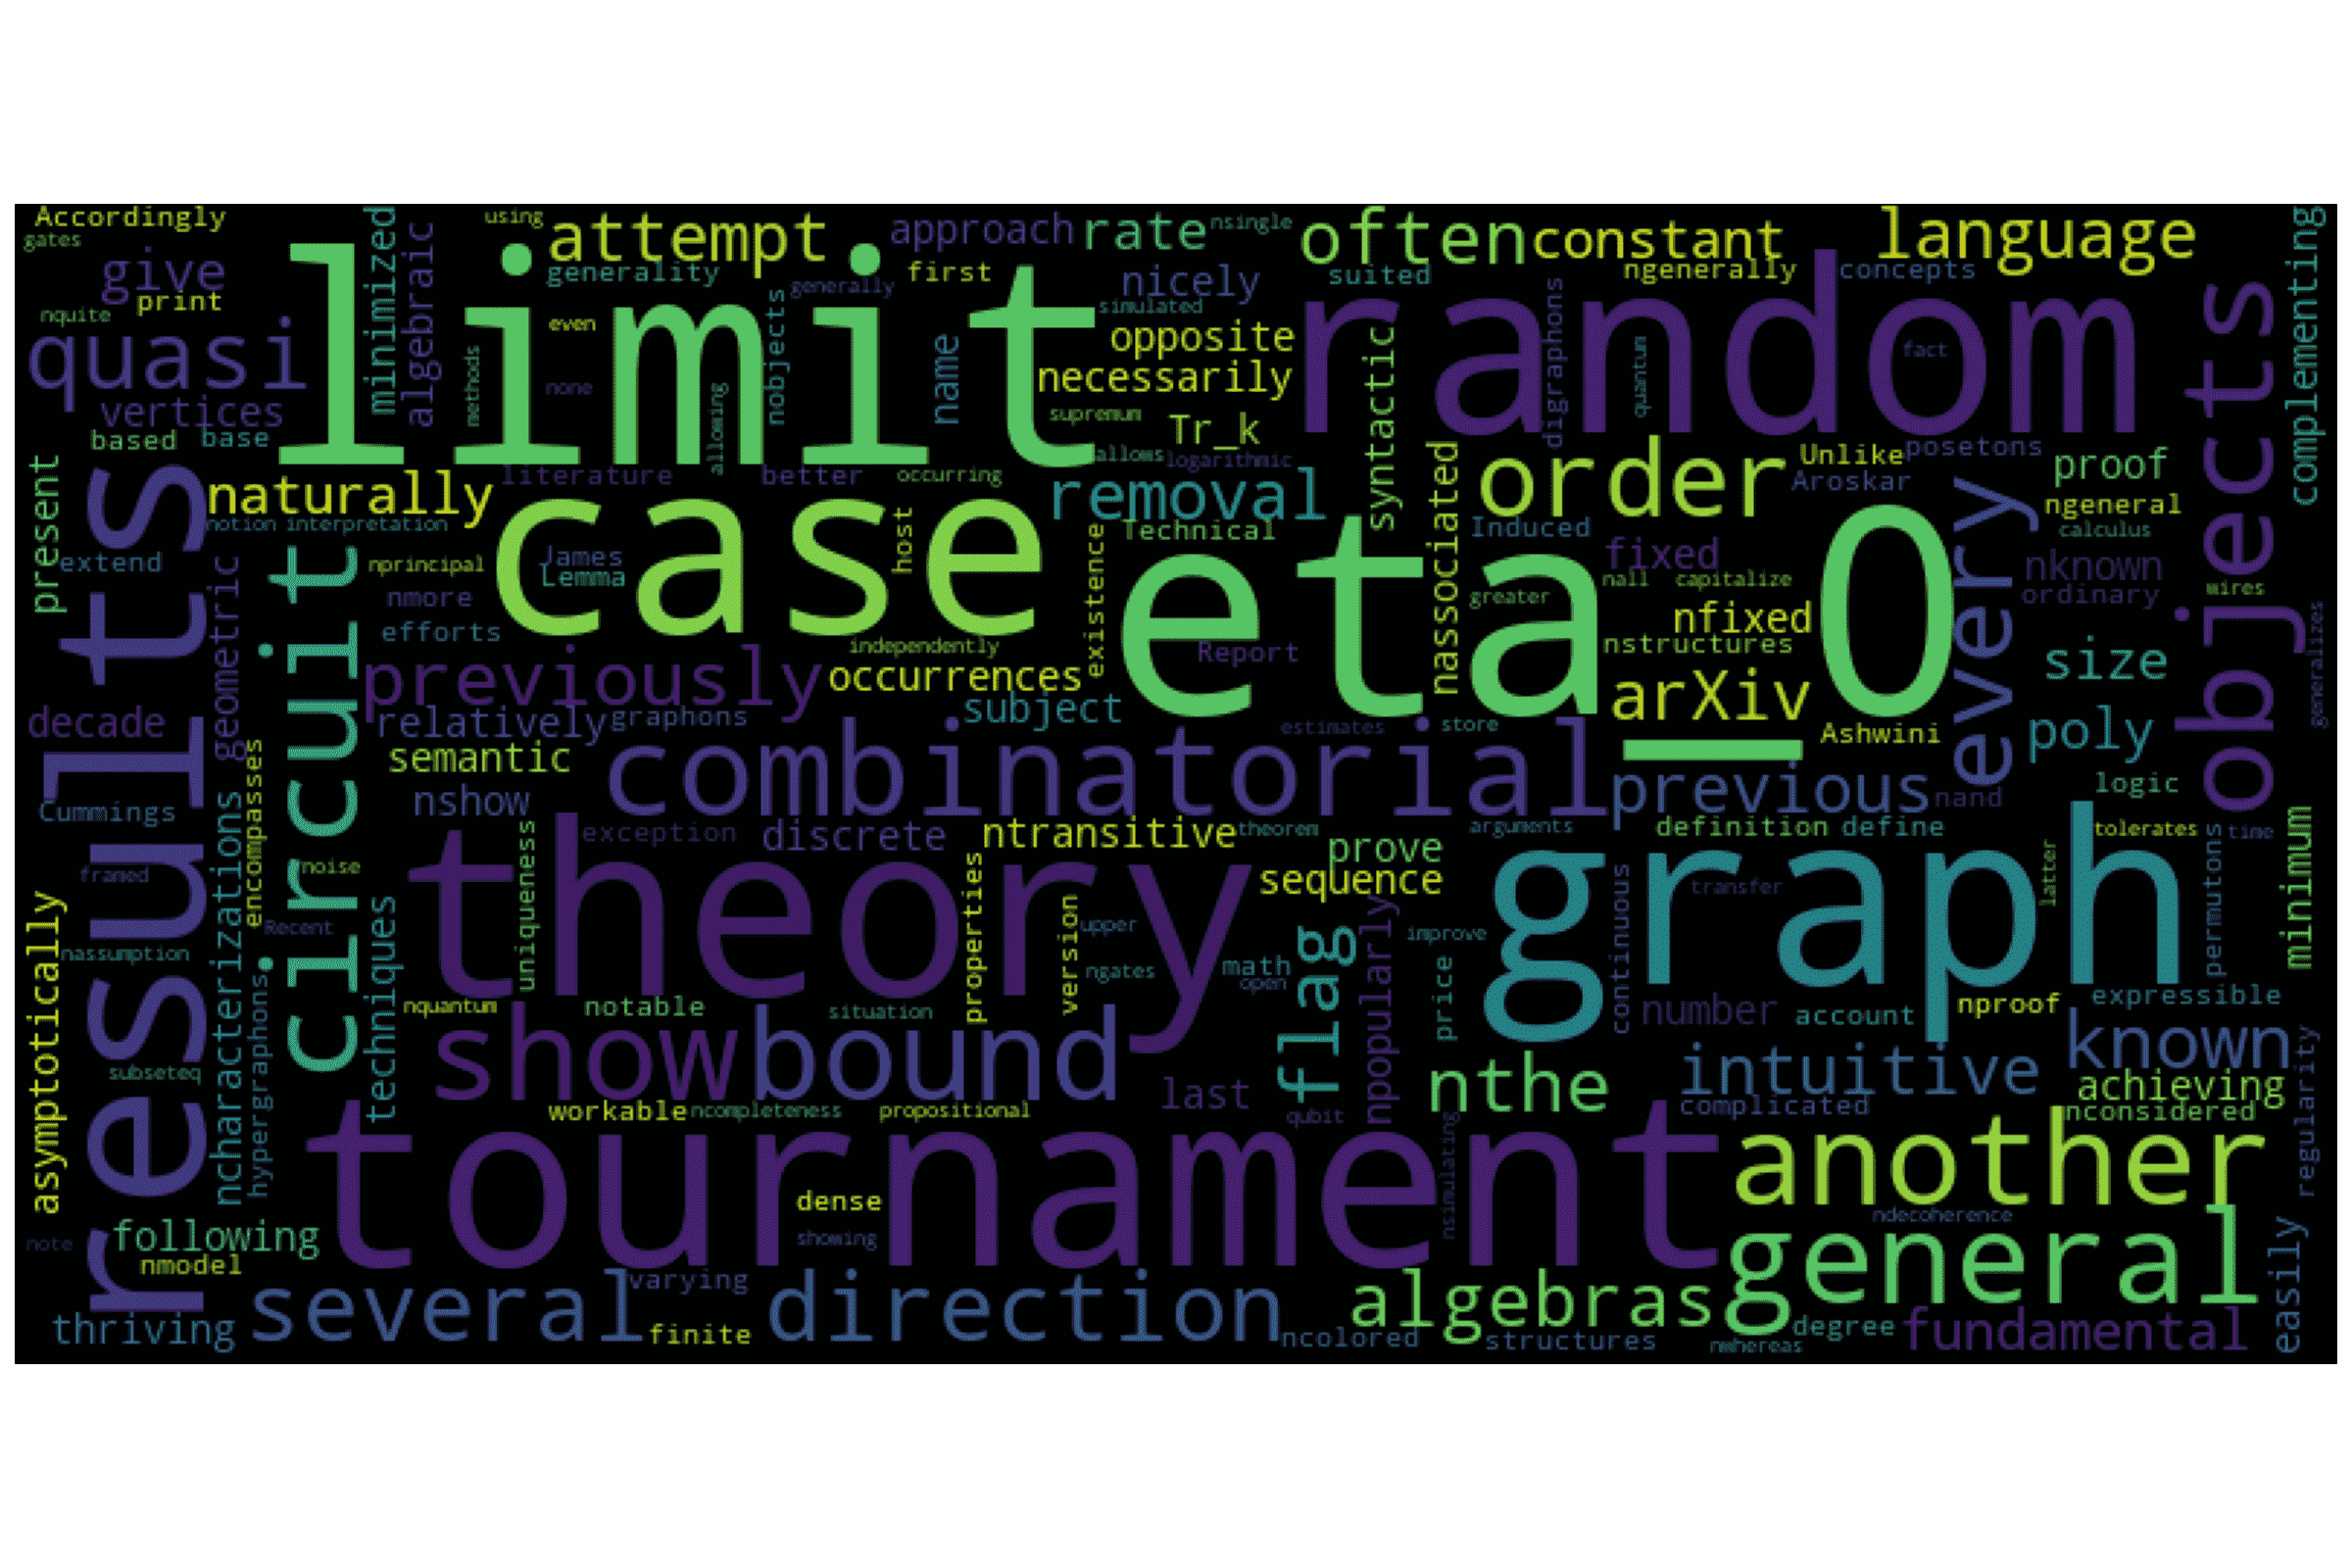 Accordingly
using
attempt
approach
rate
nsingle
often
constant
language
gates
give
print
minimized
algebraic
generality
generally
first
nicely
suited
ngenerally
concepts
complementing
nquite
quasi
limit
even
nobjects
simulated
opposite
random
digraphons
quantum
fact
objects
vertices
methods
none
allowing
name
necessarily
supremum
syntactic
based
base
Tr_k
literature
better
occurring
allows
logarithmic
nassociated
order
Unlike
posetons
Aroskar
proof
present
results
naturally
notion
interpretation
case
host
removal
Technical
Induced
every
ngeneral
calculus
extend
geometric
circuit
nprincipal
James
Lemma
existence
eta_0
fixed
nall
capitalize
nknown
ordinary
wires
nmore
efforts
independently
greater
nfixed
nstructures
generalizes
previously
occurrences
Report
arXiv
size
decade
relatively
graphons
subject
estimates
store
Ashwini
poly
semantic
combinatorial
encompasses
Cummings
nshow
previous
nand
logic
exception
discrete
ntransitive
theorem
arguments
definition
define
tolerates
permutons
time
minimum
ncharacterizations
framed
noise
theory
uniqueness
prove
sequence
graph
transfer
latter
asymptotically
Recent
techniques
properties
version
upper
flag
npopularly
improve
continuous
nassumption
hypergraphons
ngates
math
open
price
number
account
nproof
expressible
nquantum
notable
situation
show
bound
known
regularity
subseteq
workable
ncompleteness
propositional
last
qubit
nthe
intuitive
complicated
achieving
nconsidered
tournament
dense
nsimulating
another
ndecoherence
note
following
showing
general
easily
nmodel
varying
thriving
several
finite
direction
ncolored
algebras
structures
nwhereas
degree
fundamental